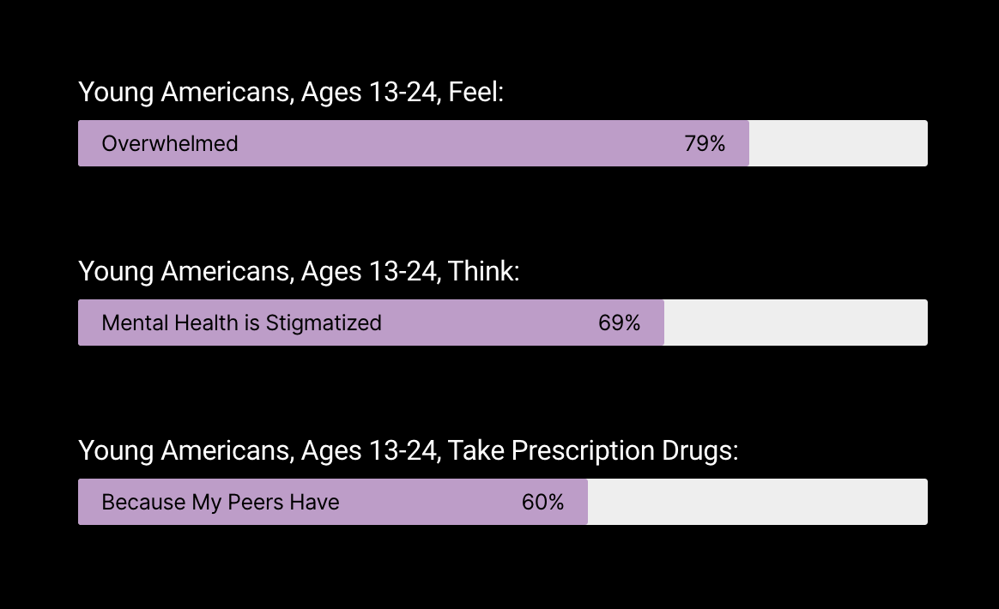 Young Americans, Ages 13-24, Feel:
Overwhelmed 79%
Young Americans, Ages 13-24, Think:
Mental Health is Stigmatized 69%
Young Americans, Ages 13-24, Take Prescription Drugs:
Because My Peers Have 60%